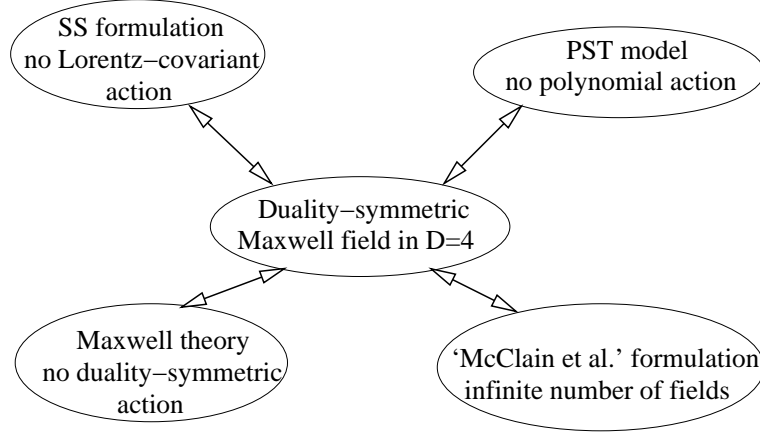 SS formulation
no Lorentz−covariant
action
PST model
no polynomial action
Duality−symmetric
Maxwell field in D=4
Maxwell theory
no duality−symmetric
action
‘McClain et al.’ formulation
infinite number of fields